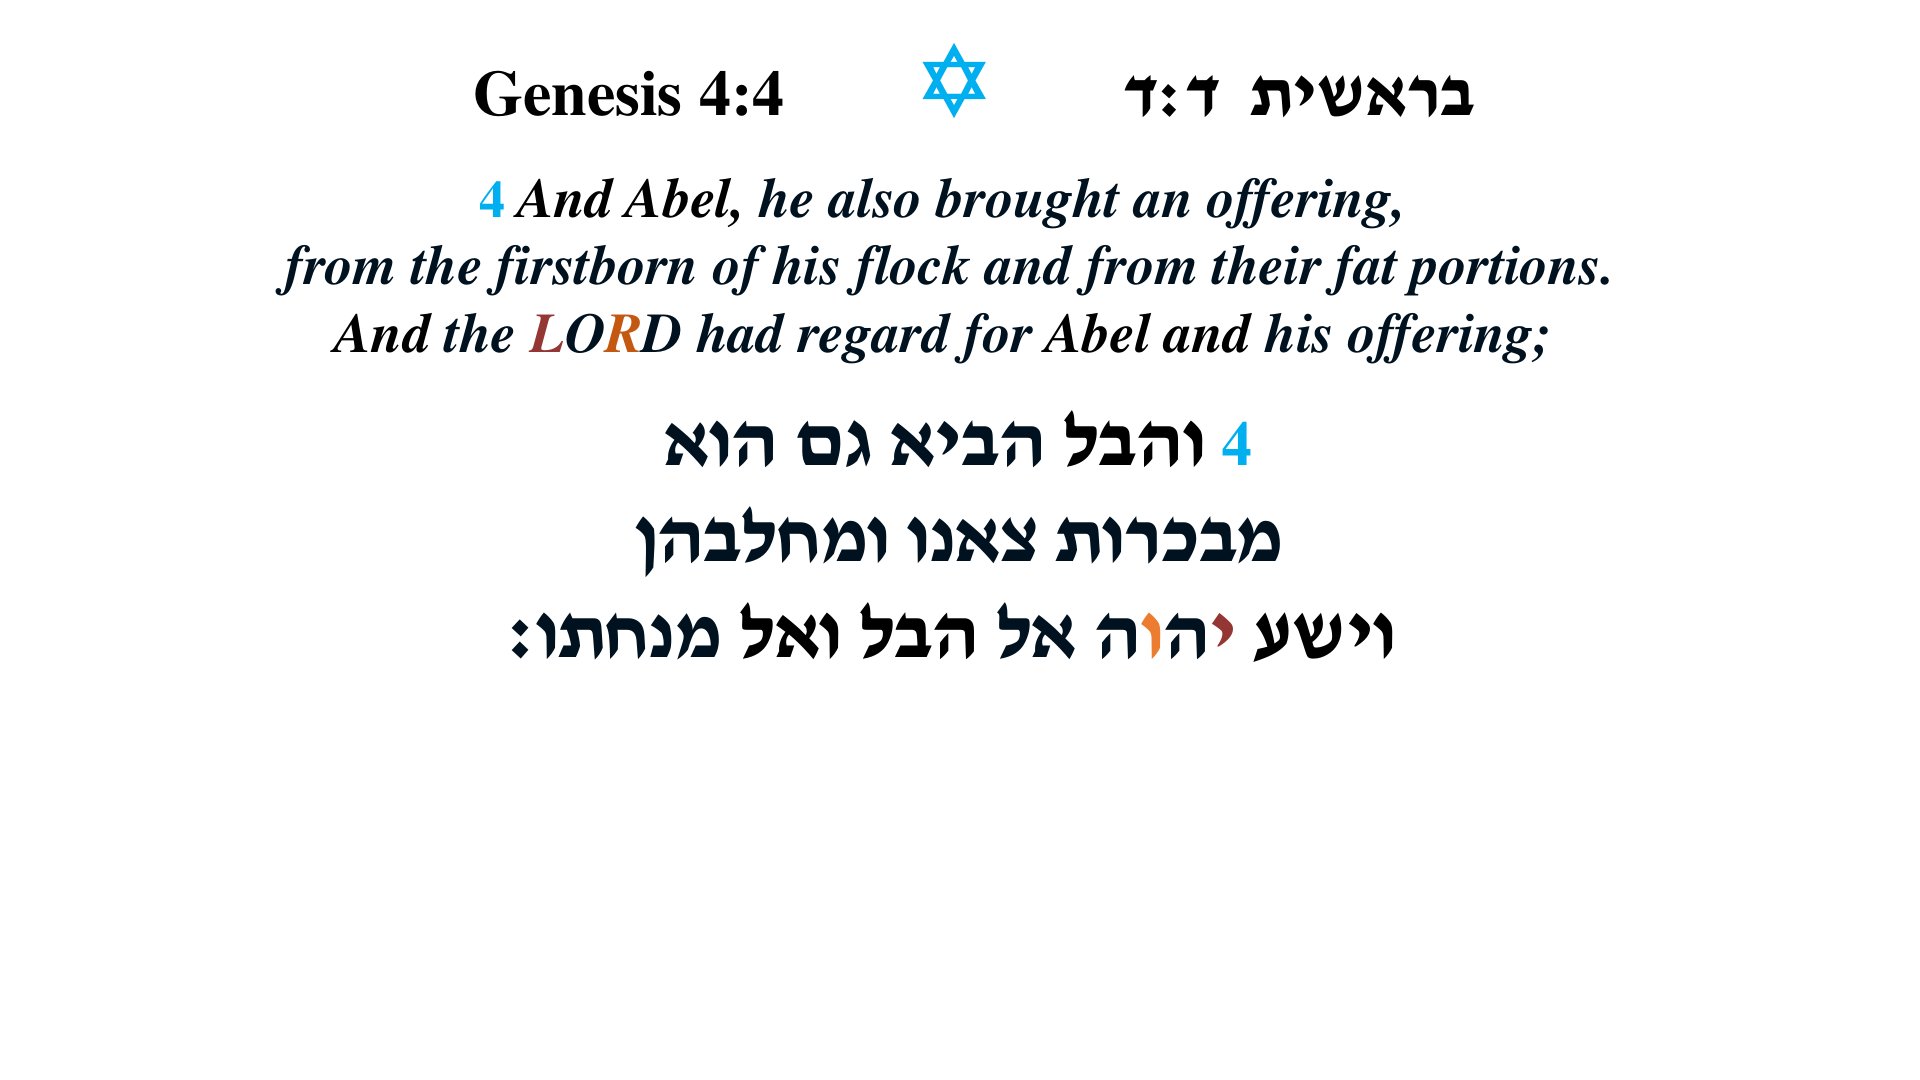 Genesis 4:4 ✡ בראשית ד:ד
4 And Abel, he also brought an offering,
from the firstborn of his flock and from their fat portions.
And the LORD had regard for Abel and his offering;
4 והבל הביא גם הוא
מבכרות צאנו ומחלבהן
וישע יהוה אל הבל ואל מנחתו: